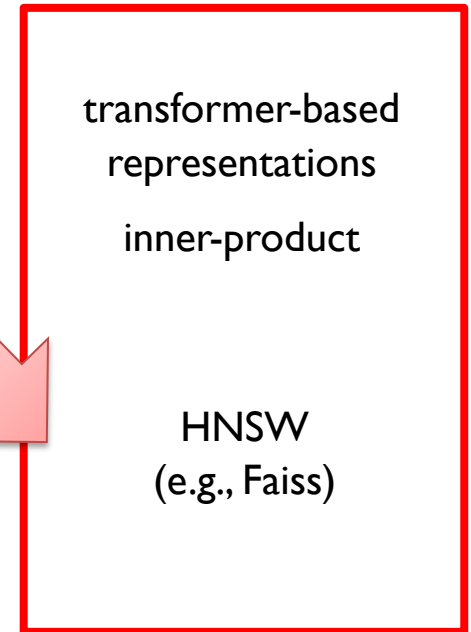 transformer-based
representations
inner-product
HNSW
(e.g., Faiss)